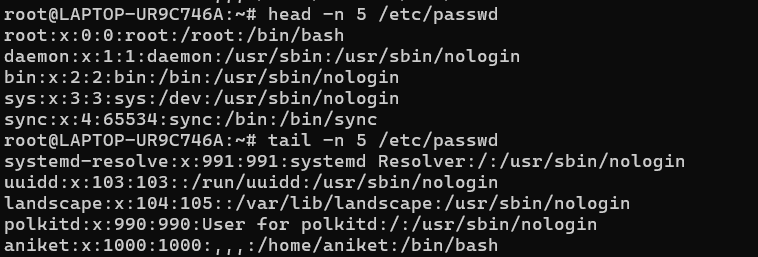 root@LAPTOP-UR9C746A:~# head -n 5 /etc/passwd
root:x:0:0:root:/root:/bin/bash
daemon:x:1:1:daemon:/usr/sbin:/usr/sbin/nologin
bin:x:2:2:bin:/bin:/usr/sbin/nologin
sys:x:3:3:sys:/dev:/usr/sbin/nologin
sync:x:4:65534:sync:/bin:/bin/sync
root@LAPTOP-UR9C746A:~# tail -n 5 /etc/passwd
systemd-resolve:x:991:991:systemd Resolver:/:/usr/sbin/nologin
uuidd:x:103:103::/run/uuidd:/usr/sbin/nologin
landscape:x:104:105::/var/lib/landscape:/usr/sbin/nologin
polkitd:x:990:990:User for polkitd:/:/usr/sbin/nologin
aniket:x:1000:1000:,,,:/home/aniket:/bin/bash